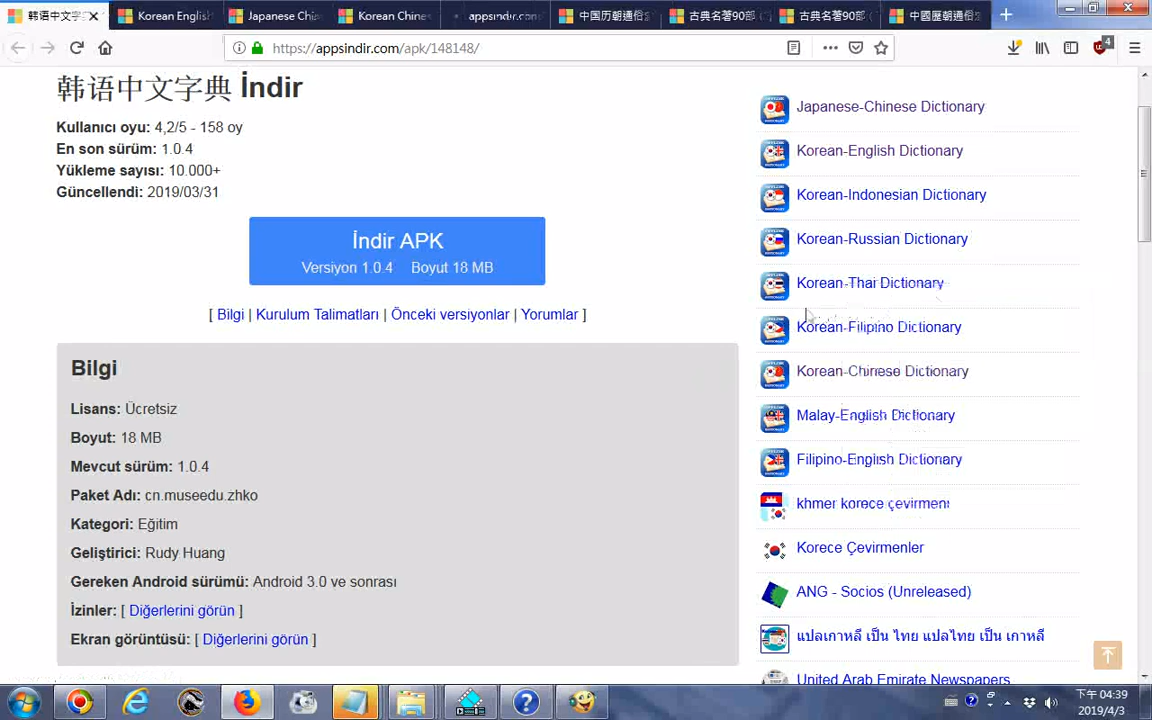 韩语中文字
Korean English
Japanese Chi
Korean Chine
appsindir.com/
中国历朝通俗
古典名著90部 (
古典名著90部 (
中國歷朝通俗
https://appsindir.com/apk/148148/
4
韩语中文字典 İndir
Kullanıcı oyu: 4,2/5 - 158 oy
En son sürüm: 1.0.4
Yükleme sayısı: 10.000+
Güncellendi: 2019/03/31
İndir APK
Versiyon 1.0.4 Boyut 18 MB
[ Bilgi | Kurulum Talimatları | Önceki versiyonlar | Yorumlar ]
Bilgi
Lisans: Ücretsiz
Boyut: 18 MB
Mevcut sürüm: 1.0.4
Paket Adı: cn.museedu.zhko
Kategori: Eğitim
Geliştirici: Rudy Huang
Gereken Android sürümü: Android 3.0 ve sonrası
İzinler: [ Diğerlerini görün ]
Ekran görüntüsü: [ Diğerlerini görün ]
Japanese-Chinese Dictionary
Korean-English Dictionary
Korean-Indonesian Dictionary
Korean-Russian Dictionary
Korean-Thai Dictionary
Korean-Filipino Dictionary
Korean-Chinese Dictionary
Malay-English Dictionary
Filipino-English Dictionary
khmer korece çevirmeni
Korece Çevirmenler
ANG - Socios (Unreleased)
แปลเกาหลี เป็น ไทย แปลไทย เป็น เกาหลี
United Arab Emirate Newspapers
下午 04:39
2019/4/3